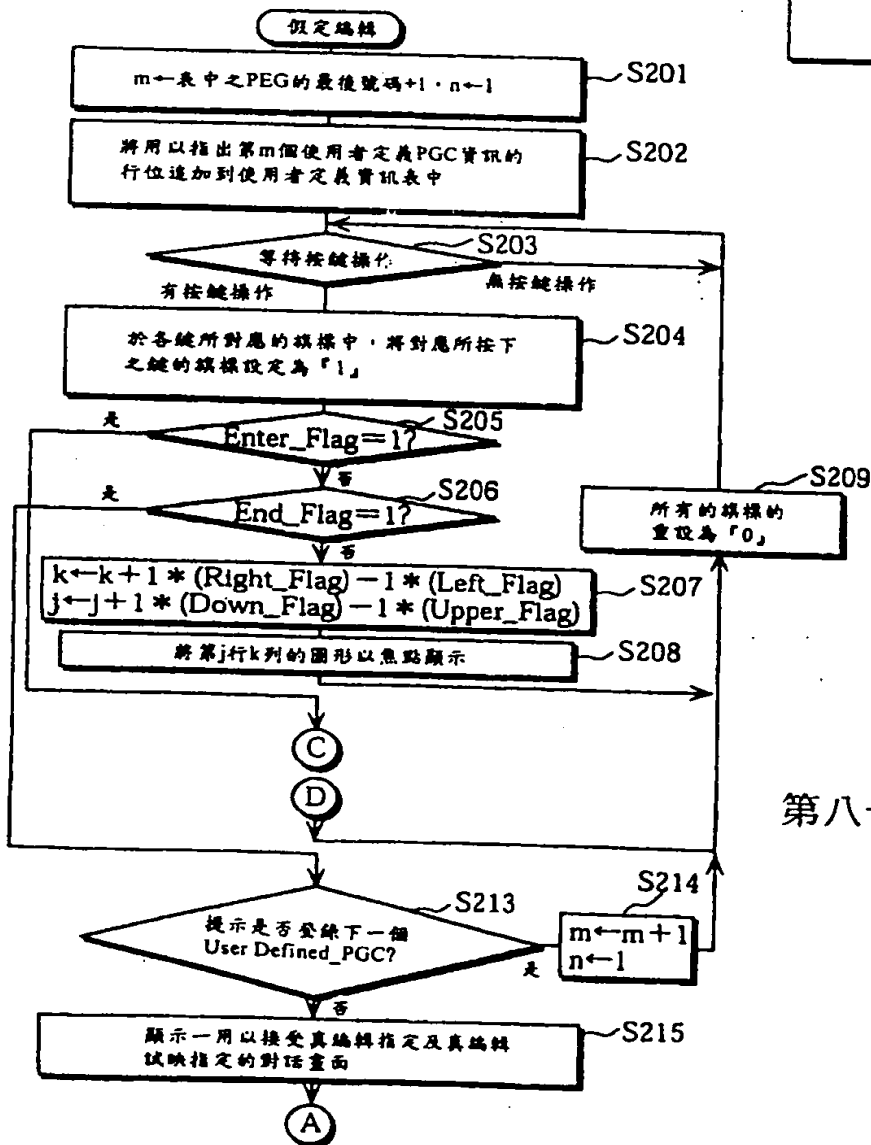 假定編輯
m←表中之PEG的最後號碼+1，n←1
S201
將用以指出第m個使用者定義PGC資訊的
行位追加到使用者定義資訊表中
S202
等待按鍵操作
S203
有按鍵操作
無按鍵操作
於各鍵所對應的旗標中，將對應所按下
之鍵的旗標設定為『1』
S204
是
Enter_Flag＝1?
S205
否
是
End_Flag＝1?
S206
否
S209
所有的旗標的
重設為『0』
k←k＋1＊(Right_Flag)－1＊(Left_Flag)
j←j＋1＊(Down_Flag)－1＊(Upper_Flag)
S207
將第j行k列的圖形以焦點顯示
S208
C
D
第八
提示是否登錄下一個
User Defined_PGC?
S213
是
S214
m←m＋1
n←1
否
顯示一用以接受真編輯指定及真編輯
試映指定的對話畫面
S215
A